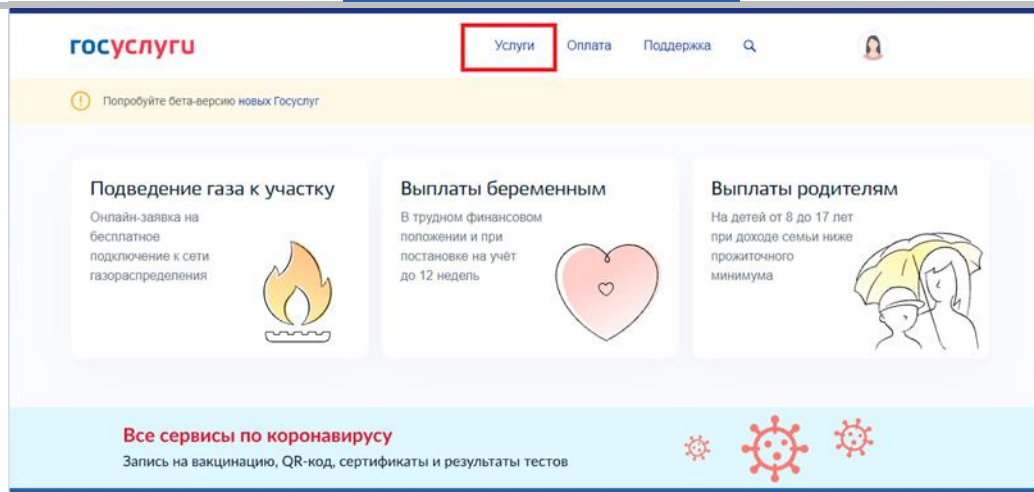 госуслуги
Услуги Оплата Поддержка
Попробуйте бета-версию новых Госуслуг
Подведение газа к участку
Онлайн-заявка на
бесплатное
подключение к сети
газораспределения
Выплаты беременным
В трудном финансовом
положении и при
постановке на учёт
до 12 недель
Выплаты родителям
На детей от 8 до 17 лет
при доходе семьи ниже
прожиточного
минимума
Все сервисы по коронавирусу
Запись на вакцинацию, QR-код, сертификаты и результаты тестов